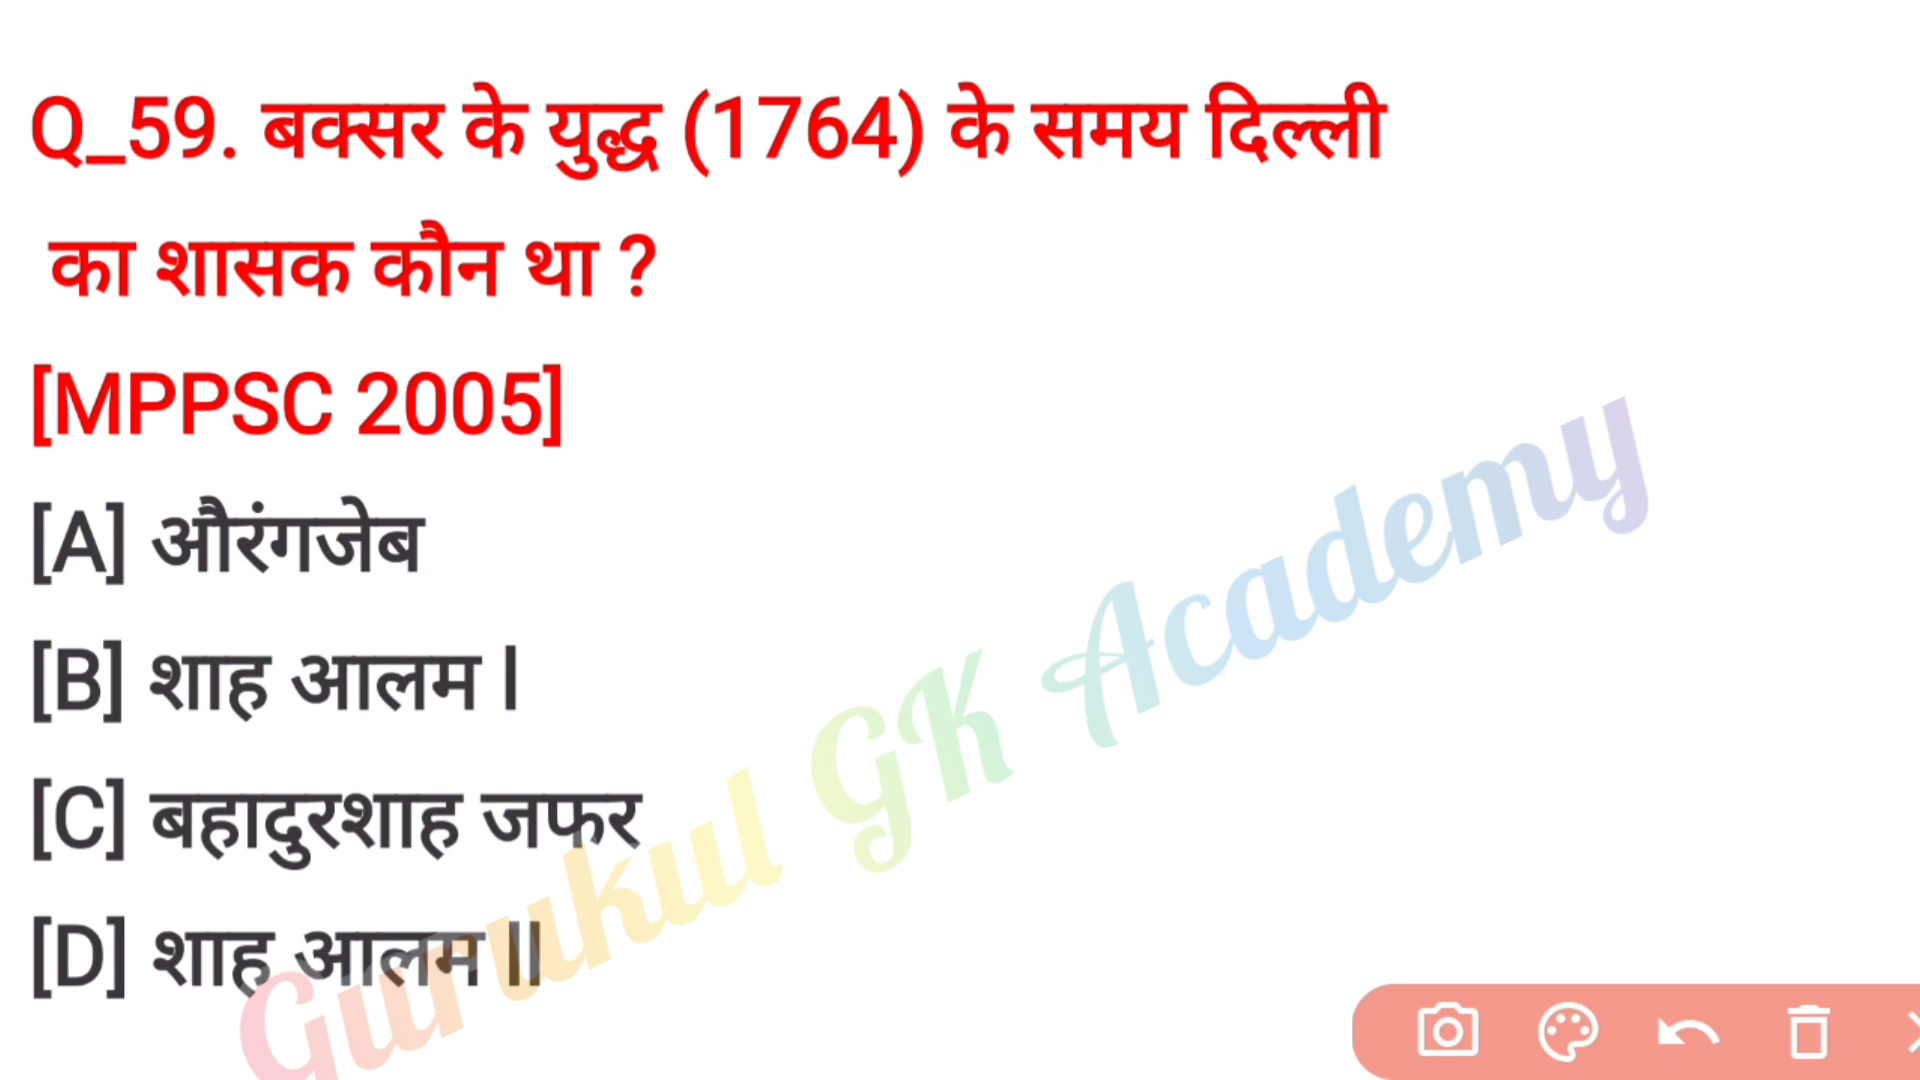 Q_59. बक्सर के युद्ध (1764) के समय दिल्ली
का शासक कौन था ?
[MPPSC 2005]
[A] औरंगजेब
[B] शाह आलम I
[C] बहादुरशाह जफर
[D] शाह आलम II
Gurukul GK Academy